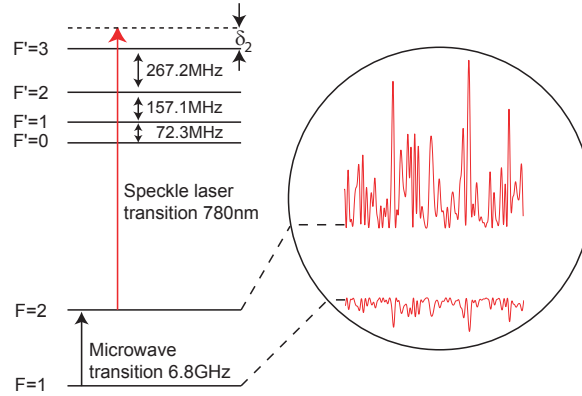 δ2
F'=3
267.2MHz
F'=2
157.1MHz
F'=1
72.3MHz
F'=0
Speckle laser
transition 780nm
F=2
Microwave
transition 6.8GHz
F=1